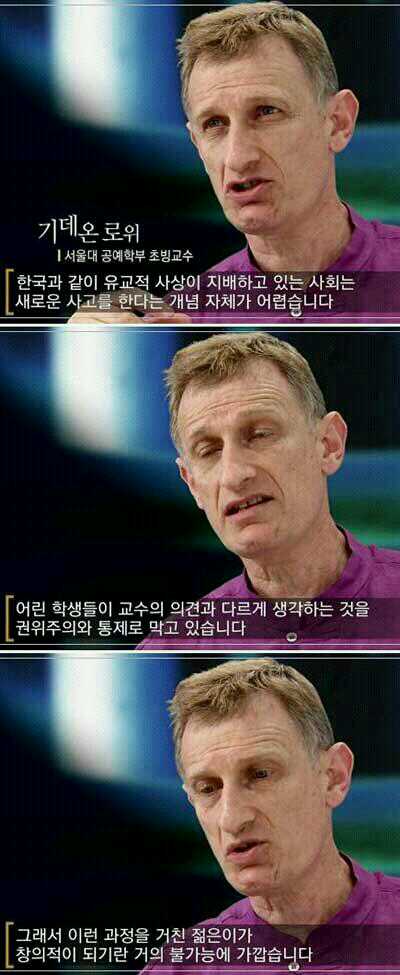 기데온 로위
서울대 공예학부 초빙교수
한국과 같이 유교적 사상이 지배하고 있는 사회는
새로운 사고를 한다는 개념 자체가 어렵습니다
어린 학생들이 교수의 의견과 다르게 생각하는 것을
권위주의와 통제로 막고 있습니다
그래서 이런 과정을 거친 젊은이가
창의적이 되기란 거의 불가능에 가깝습니다